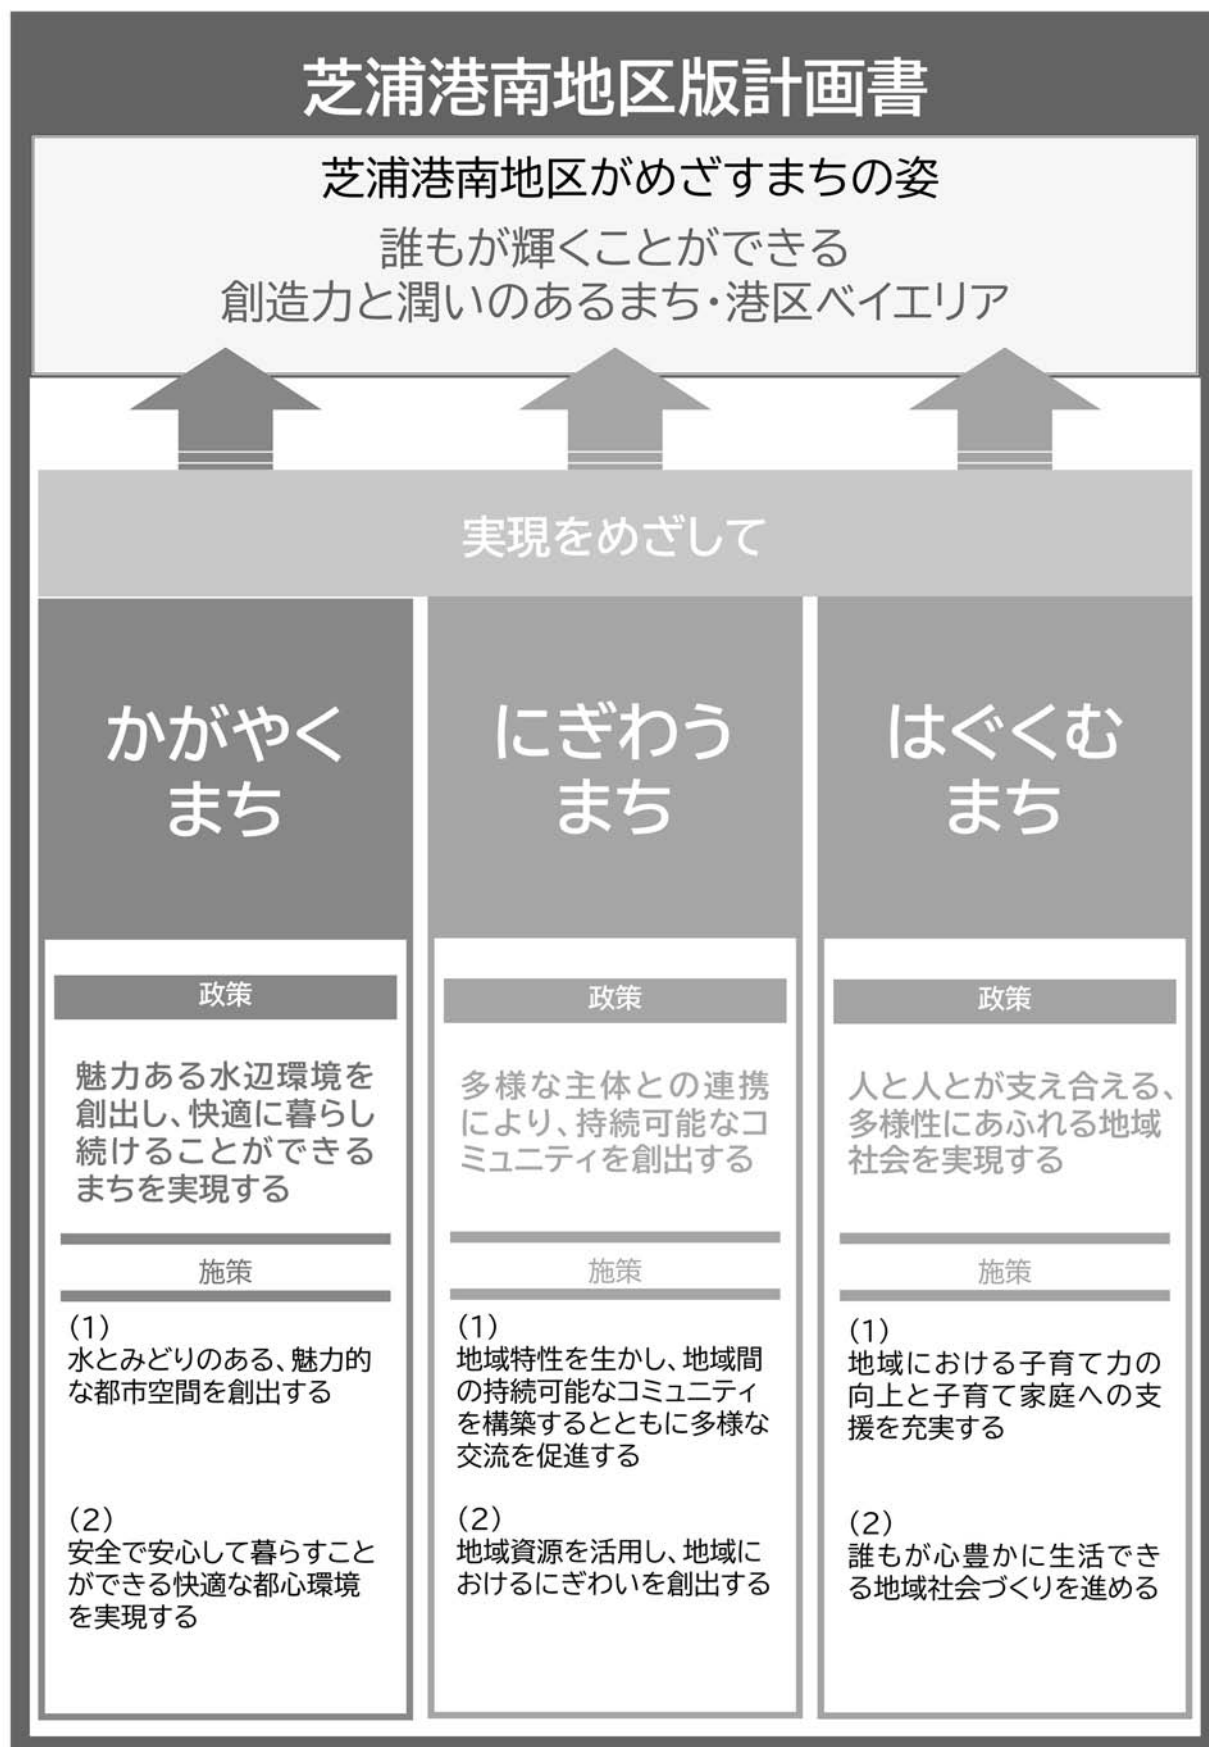 芝浦港南地区版計画書
芝浦港南地区がめざすまちの姿
誰もが輝くことができる
創造力と潤いのあるまち・港区ベイエリア
実現をめざして
かがやく
まち
政策
魅力ある水辺環境を
創出し、快適に暮らし
続けることができる
まちを実現する
施策
(1)
水とみどりのある、魅力的
な都市空間を創出する
(2)
安全で安心して暮らすこと
ができる快適な都心環境
を実現する
にぎわう
まち
政策
多様な主体との連携
により、持続可能なコ
ミュニティを創出する
施策
(1)
地域特性を生かし、地域間
の持続可能なコミュニティ
を構築するとともに多様な
交流を促進する
(2)
地域資源を活用し、地域に
おけるにぎわいを創出する
はぐくむ
まち
政策
人と人とが支え合える、
多様性にあふれる地域
社会を実現する
施策
(1)
地域における子育て力の
向上と子育て家庭への支
援を充実する
(2)
誰もが心豊かに生活でき
る地域社会づくりを進める